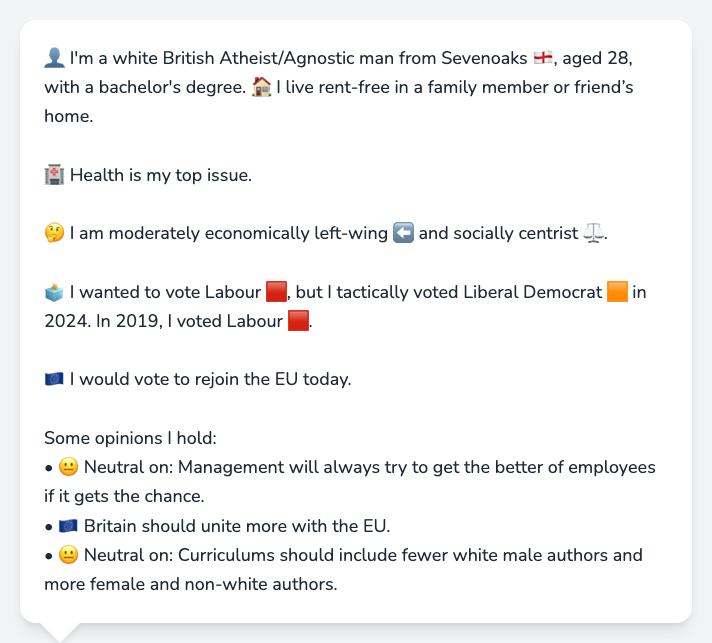 👤 I'm a white British Atheist/Agnostic man from Sevenoaks 🏴󠁧󠁢󠁥󠁮󠁧󠁿, aged 28,
with a bachelor's degree. 🏠 I live rent-free in a family member or friend’s
home.
🏥 Health is my top issue.
🤔 I am moderately economically left-wing ⬅️ and socially centrist ⚖️.
🗳️ I wanted to vote Labour 🟥, but I tactically voted Liberal Democrat 🟧 in
2024. In 2019, I voted Labour 🟥.
🇪🇺 I would vote to rejoin the EU today.
Some opinions I hold:
• 😐 Neutral on: Management will always try to get the better of employees
if it gets the chance.
• 🇪🇺 Britain should unite more with the EU.
• 😐 Neutral on: Curriculums should include fewer white male authors and
more female and non-white authors.